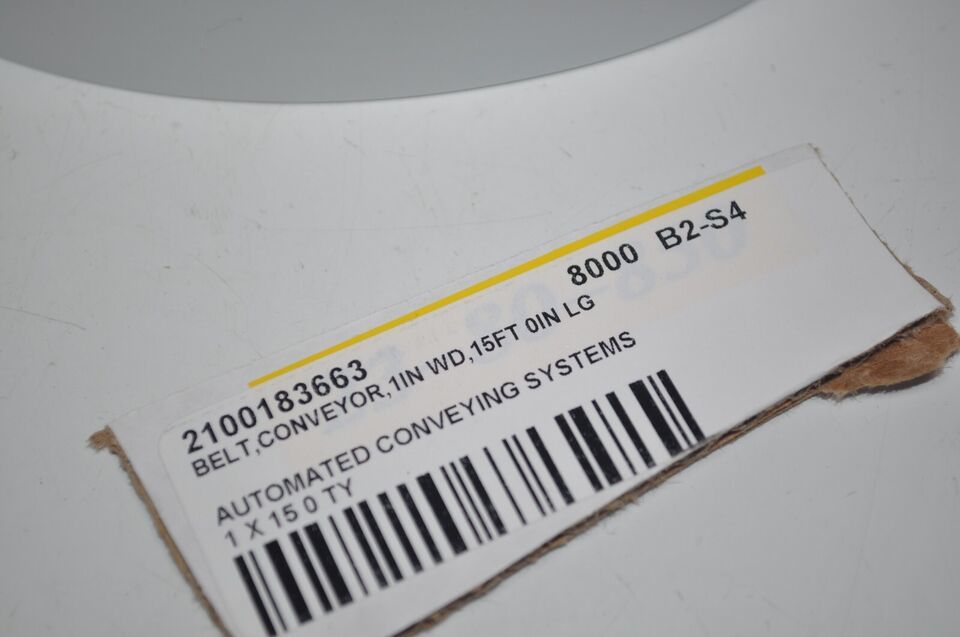 2100183663 8000 B2-S4
BELT,CONVEYOR,1IN WD,15FT 0IN LG
AUTOMATED CONVEYING SYSTEMS
1 X 15 0 TY